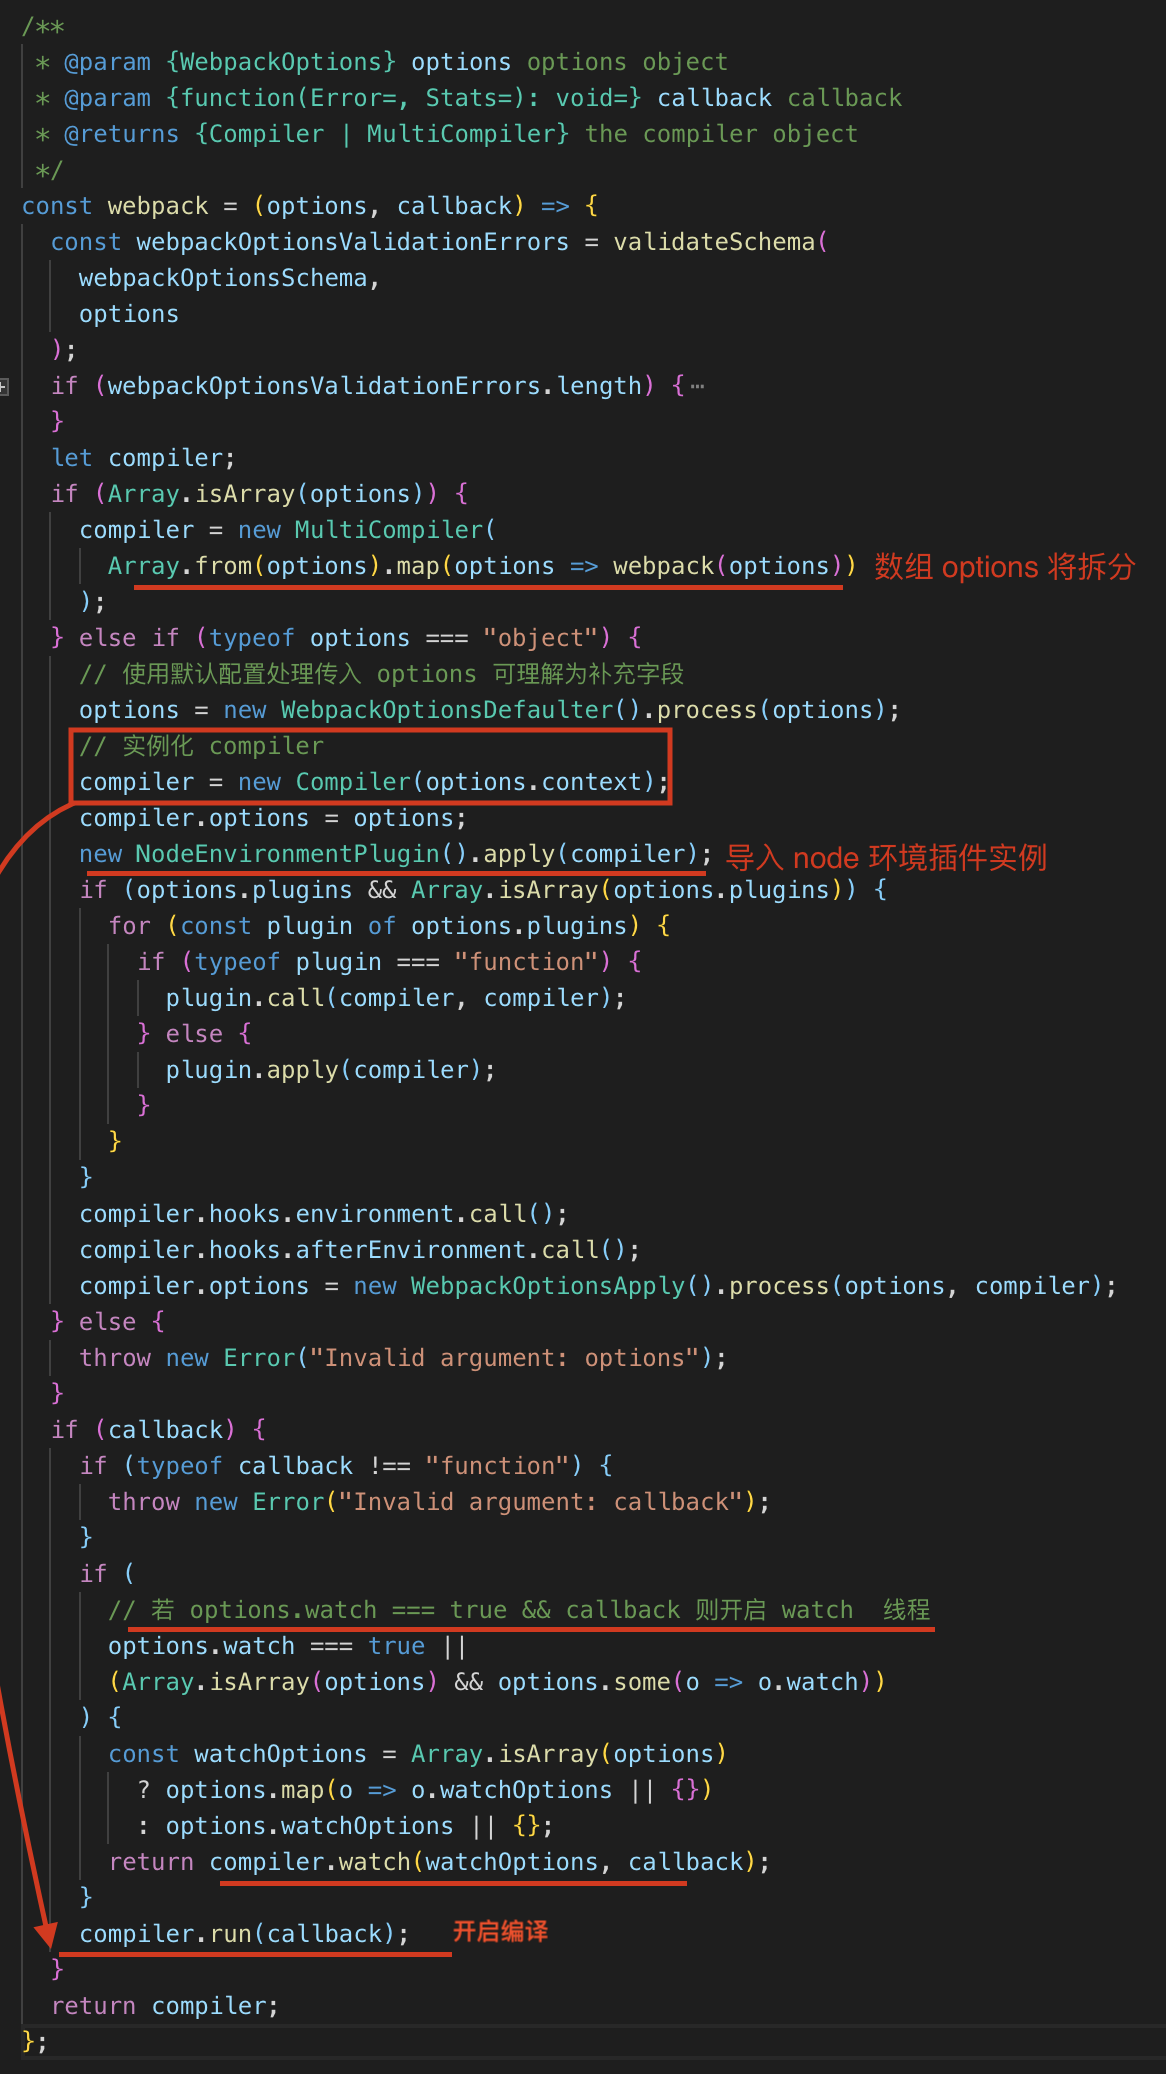 /**
 * @param {WebpackOptions} options options object
 * @param {function(Error=, Stats=): void=} callback callback
 * @returns {Compiler | MultiCompiler} the compiler object
 */
const webpack = (options, callback) => {
  const webpackOptionsValidationErrors = validateSchema(
    webpackOptionsSchema,
    options
  );
  if (webpackOptionsValidationErrors.length) {⋯
  }
  let compiler;
  if (Array.isArray(options)) {
    compiler = new MultiCompiler(
      Array.from(options).map(options => webpack(options)) 数组 options 将拆分
    );
  } else if (typeof options === "object") {
    // 使用默认配置处理传入 options 可理解为补充字段
    options = new WebpackOptionsDefaulter().process(options);
    // 实例化 compiler
    compiler = new Compiler(options.context);
    compiler.options = options;
    new NodeEnvironmentPlugin().apply(compiler); 导入 node 环境插件实例
    if (options.plugins && Array.isArray(options.plugins)) {
      for (const plugin of options.plugins) {
        if (typeof plugin === "function") {
          plugin.call(compiler, compiler);
        } else {
          plugin.apply(compiler);
        }
      }
    }
    compiler.hooks.environment.call();
    compiler.hooks.afterEnvironment.call();
    compiler.options = new WebpackOptionsApply().process(options, compiler);
  } else {
    throw new Error("Invalid argument: options");
  }
  if (callback) {
    if (typeof callback !== "function") {
      throw new Error("Invalid argument: callback");
    }
    if (
      // 若 options.watch === true && callback 则开启 watch  线程
      options.watch === true ||
      (Array.isArray(options) && options.some(o => o.watch))
    ) {
      const watchOptions = Array.isArray(options)
        ? options.map(o => o.watchOptions || {})
        : options.watchOptions || {};
      return compiler.watch(watchOptions, callback);
    }
    compiler.run(callback); 开启编译
  }
  return compiler;
};